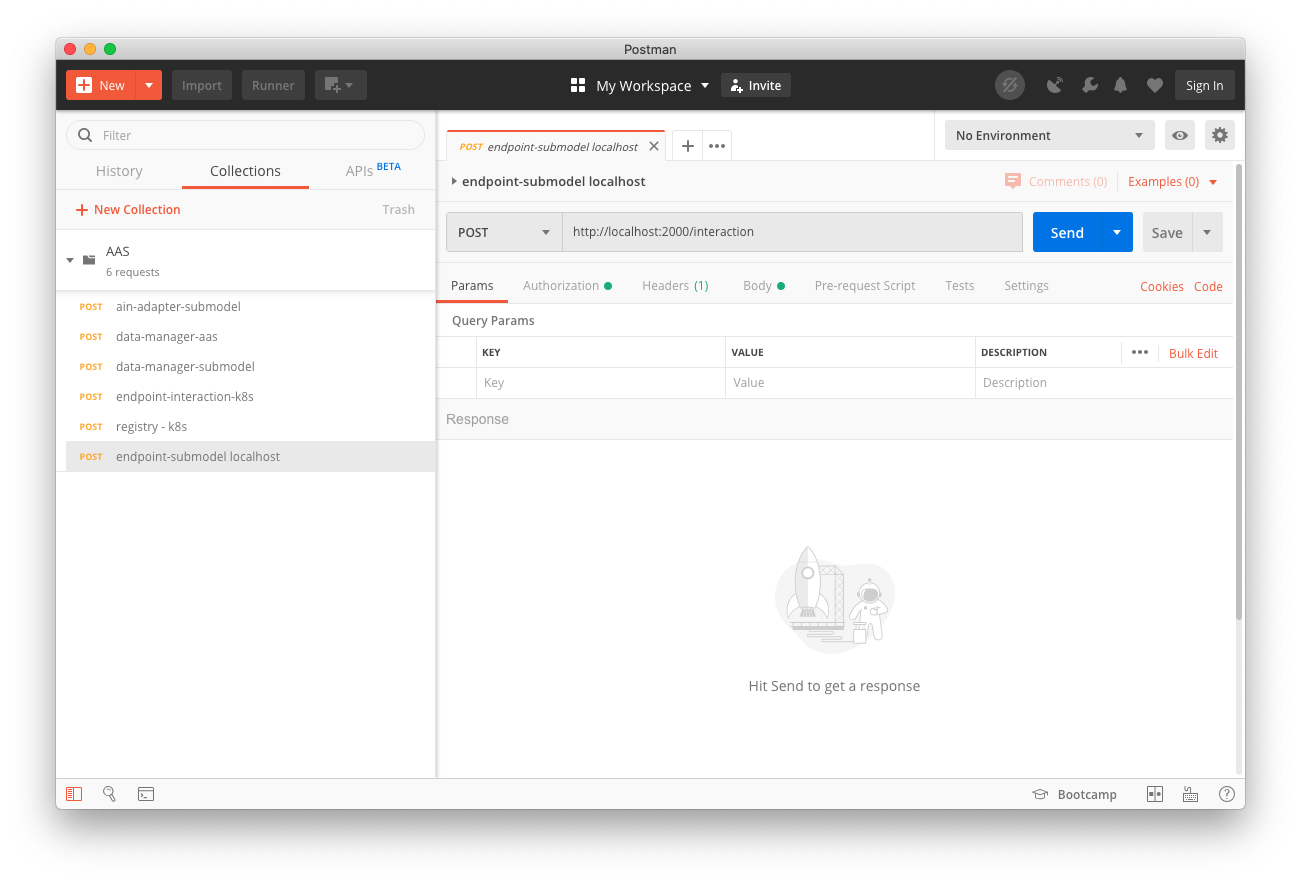 Postman
New
Import
Runner
My Workspace
Invite
Sign In
Filter
History
Collections
APIs BETA
New Collection
Trash
AAS
6 requests
POST ain-adapter-submodel
POST data-manager-aas
POST data-manager-submodel
POST endpoint-interaction-k8s
POST registry - k8s
POST endpoint-submodel localhost
POST endpoint-submodel localhost
No Environment
endpoint-submodel localhost
Comments (0)
Examples (0)
POST
http://localhost:2000/interaction
Send
Save
Params
Authorization
Headers (1)
Body
Pre-request Script
Tests
Settings
Cookies
Code
Query Params
KEY
VALUE
DESCRIPTION
Bulk Edit
Key
Value
Description
Response
Hit Send to get a response
Bootcamp